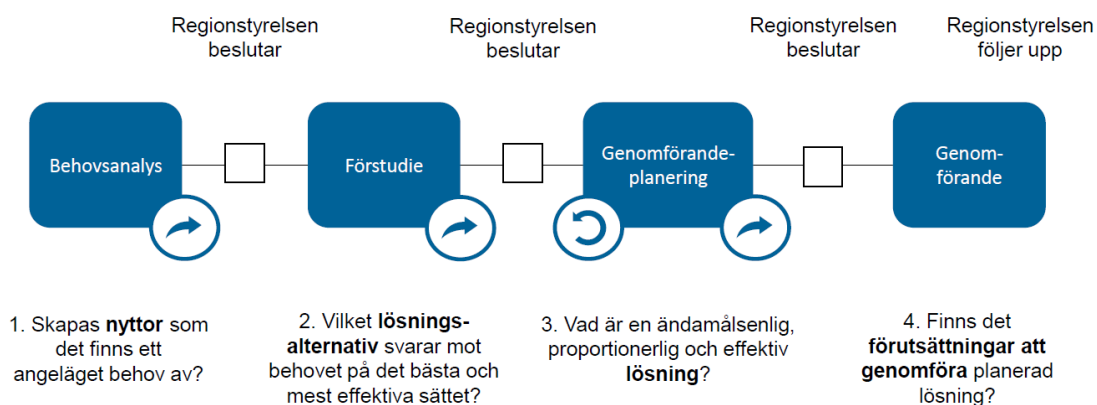 Regionstyrelsen
beslutar
Regionstyrelsen
beslutar
Regionstyrelsen
beslutar
Regionstyrelsen
följer upp
Behovsanalys
Förstudie
Genomförande-
planering
Genom-
förande
1. Skapas nyttor som
det finns ett
angeläget behov av?
2. Vilket lösnings-
alternativ svarar mot
behovet på det bästa och
mest effektiva sättet?
3. Vad är en ändamålsenlig,
proportionerlig och effektiv
lösning?
4. Finns det
förutsättningar att
genomföra planerad
lösning?